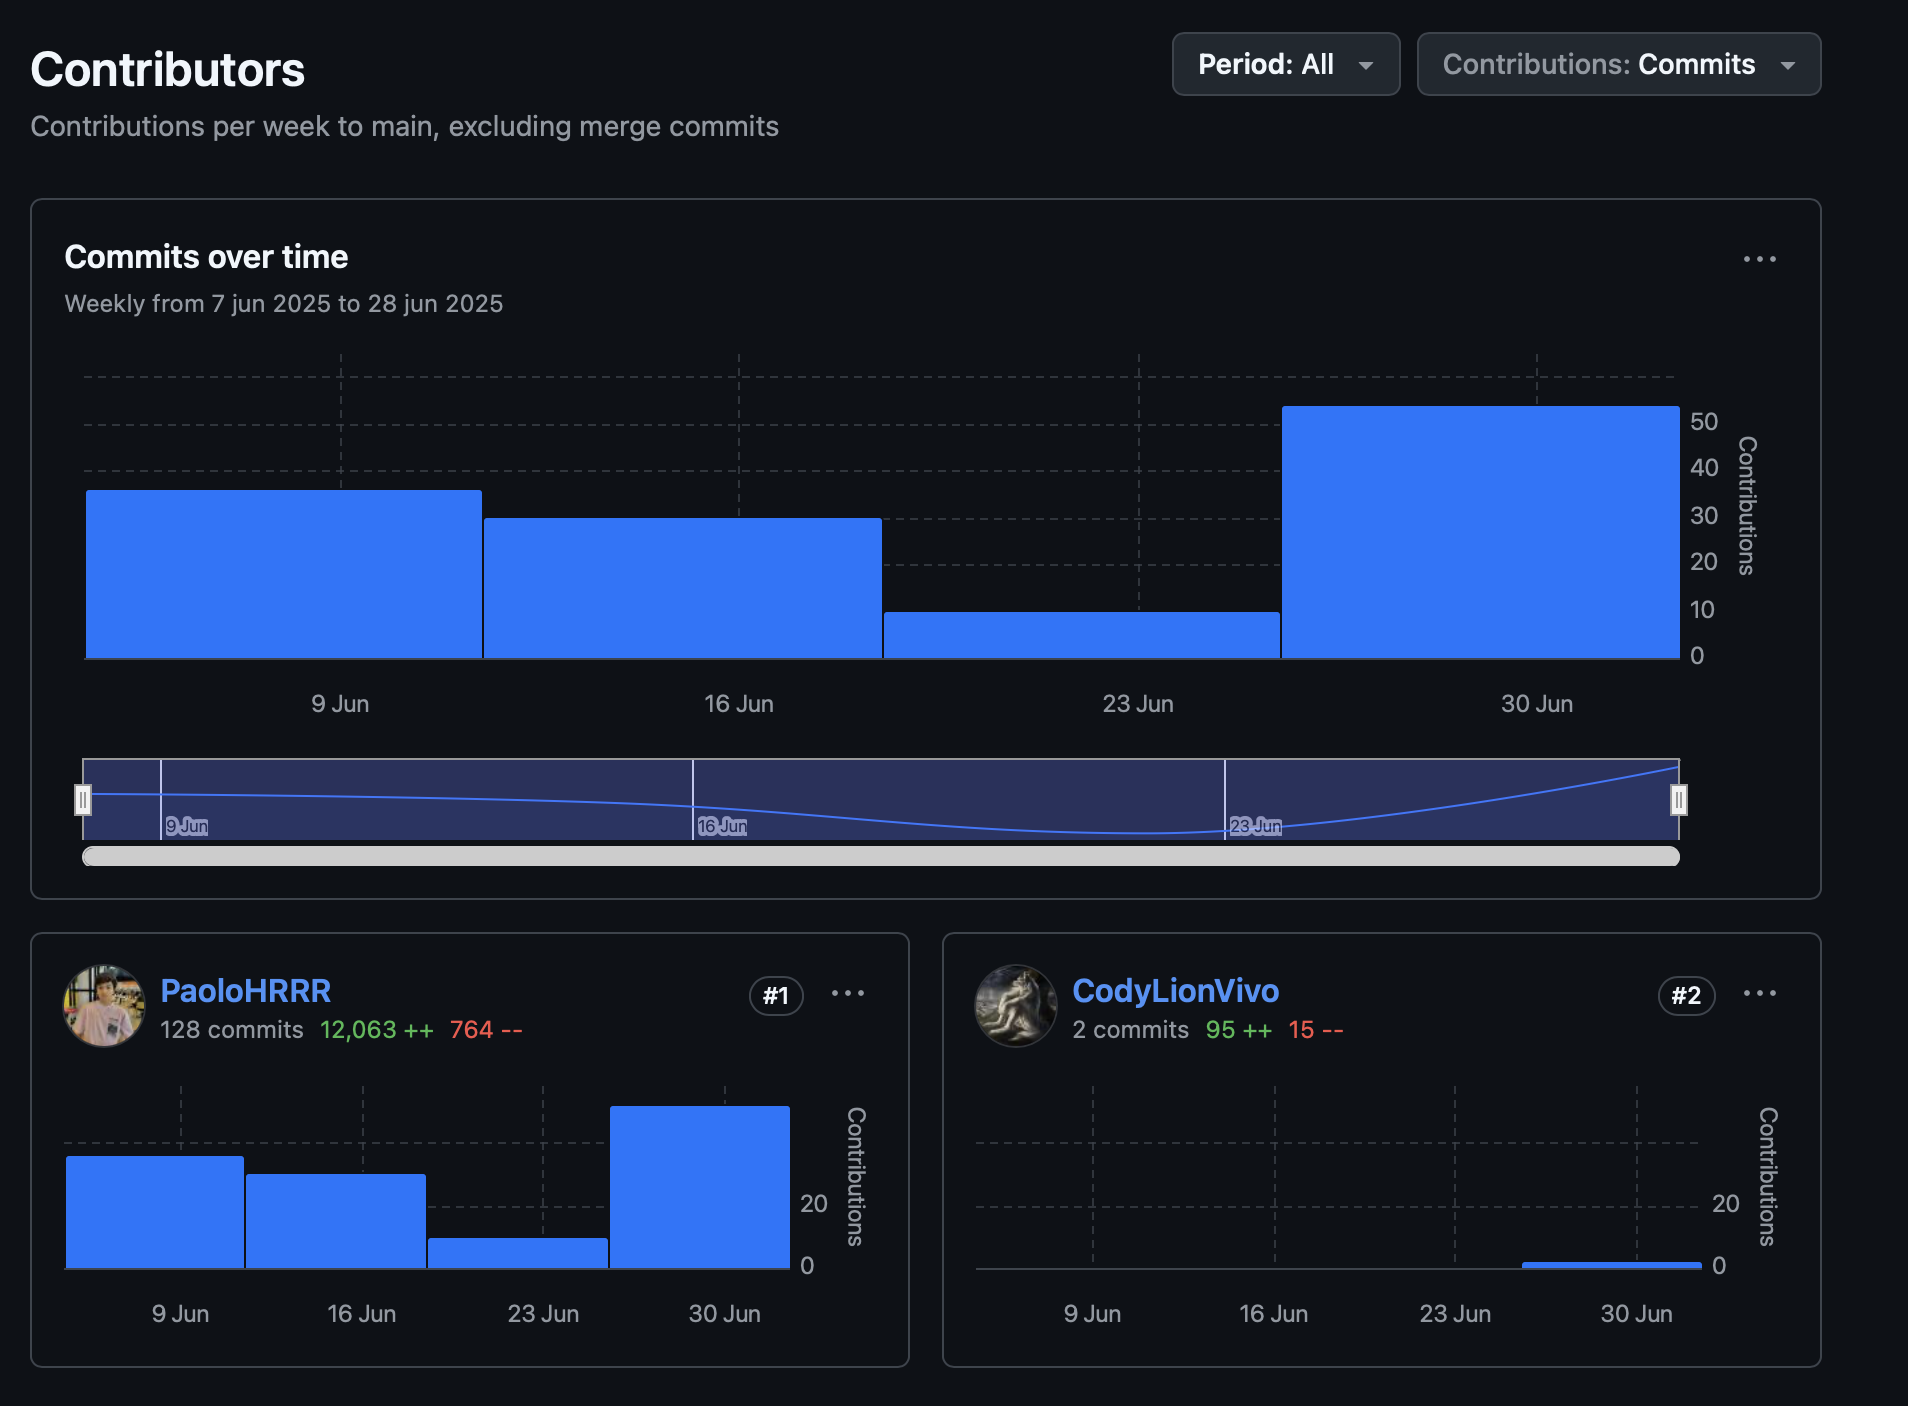 Contributors
Period: All
Contributions: Commits
Contributions per week to main, excluding merge commits
Commits over time
Weekly from 7 jun 2025 to 28 jun 2025
50
40
30
20
10
0
Contributions
9 Jun
16 Jun
23 Jun
30 Jun
9 Jun
16 Jun
23 Jun
PaoloHRRR
#1
128 commits 12,063 ++ 764 --
20
0
Contributions
9 Jun
16 Jun
23 Jun
30 Jun
CodyLionVivo
#2
2 commits 95 ++ 15 --
20
0
Contributions
9 Jun
16 Jun
23 Jun
30 Jun